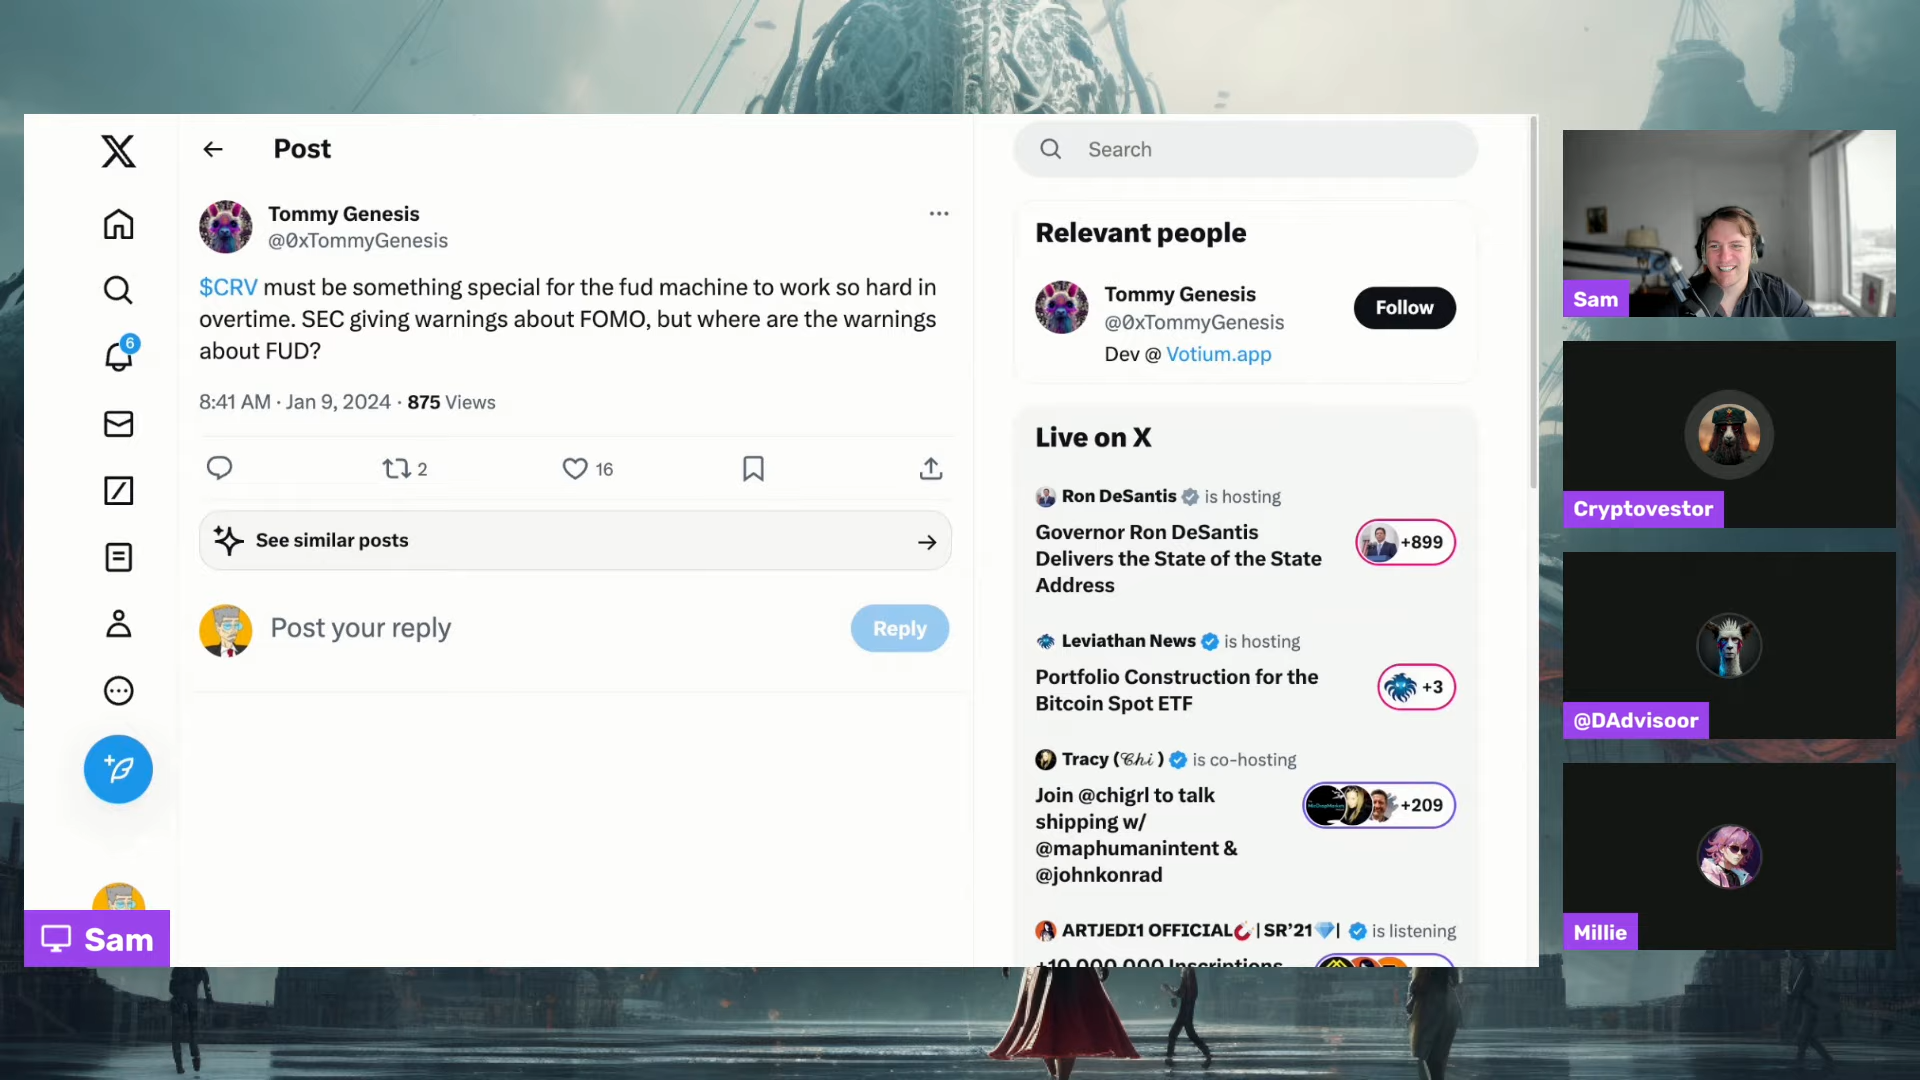 Post
Tommy Genesis
@0xTommyGenesis
$CRV must be something special for the fud machine to work so hard in
overtime. SEC giving warnings about FOMO, but where are the warnings
about FUD?
8:41 AM · Jan 9, 2024 · 875 Views
2
16
See similar posts
Post your reply
Reply
6
Search
Relevant people
Tommy Genesis
@0xTommyGenesis
Follow
Dev @ Votium.app
Live on X
Ron DeSantis is hosting
Governor Ron DeSantis
Delivers the State of the State
Address
+899
Leviathan News is hosting
Portfolio Construction for the
Bitcoin Spot ETF
+3
Tracy (𝓒𝓱𝓲 ) is co-hosting
Join @chigrl to talk
shipping w/
@maphumanintent &
@johnkonrad
+209
ARTJEDI1 OFFICIAL🧲|SR’21💎| is listening
+10,000,000 Inscriptions
Sam
Sam
Cryptovestor
@DAdvisoor
Millie